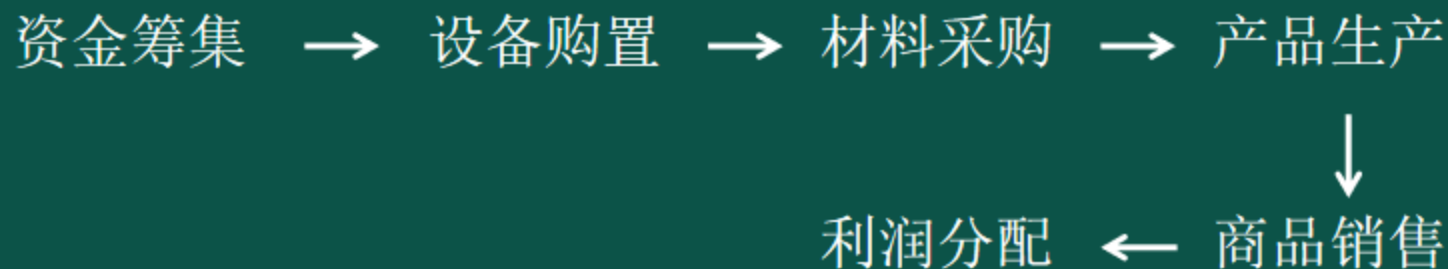 资金筹集 → 设备购置 → 材料采购 → 产品生产
↓
利润分配 ← 商品销售